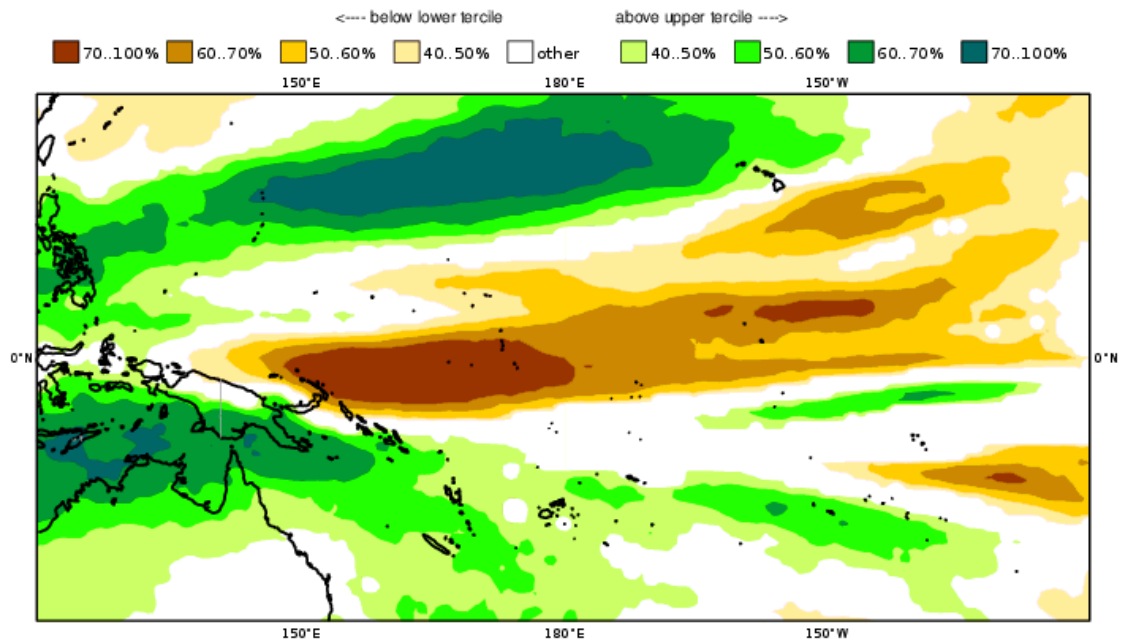 <---- below lower tercile above upper tercile ---->
70..100% 60..70% 50..60% 40..50% other 40..50% 50..60% 60..70% 70..100%
150°E 180°E 150°W
0°N 0°N
150°E 180°E 150°W